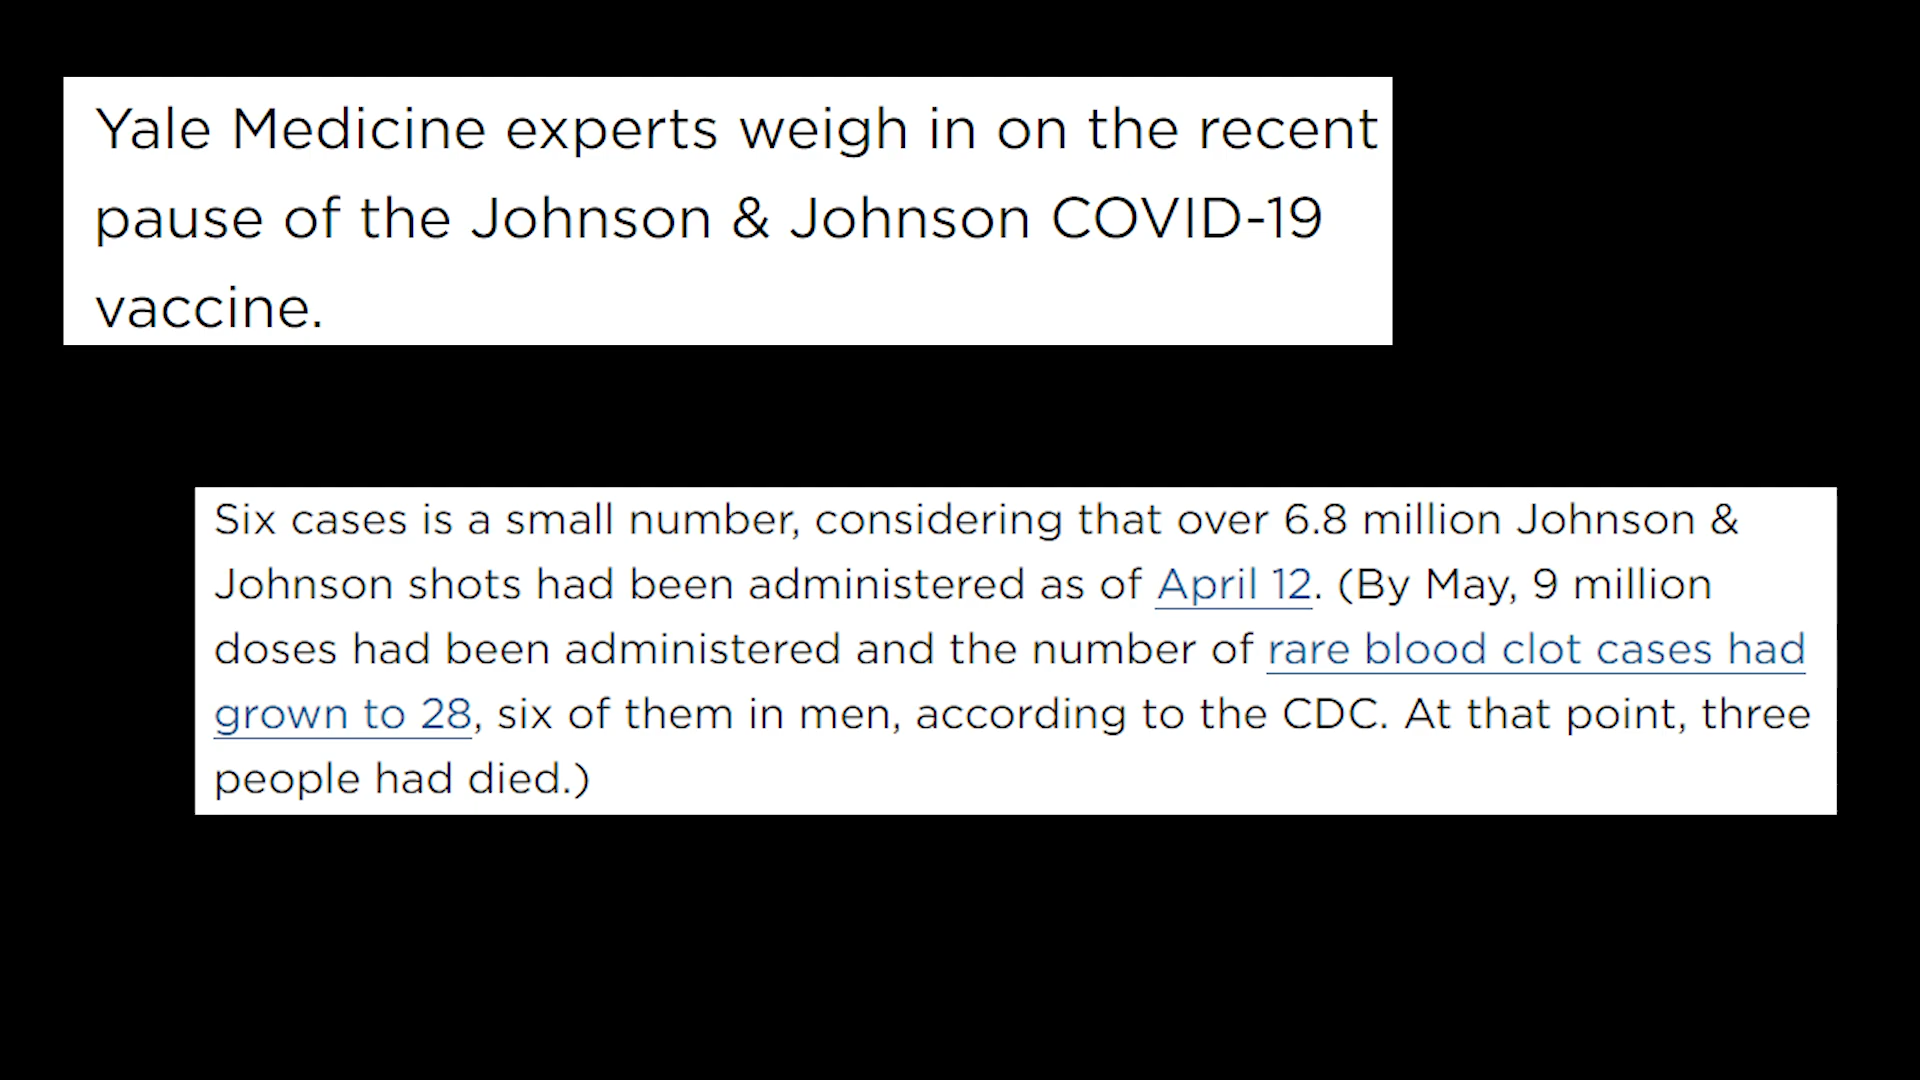 Yale Medicine experts weigh in on the recent
pause of the Johnson & Johnson COVID-19
vaccine.
Six cases is a small number, considering that over 6.8 million Johnson &
Johnson shots had been administered as of April 12. (By May, 9 million
doses had been administered and the number of rare blood clot cases had
grown to 28, six of them in men, according to the CDC. At that point, three
people had died.)